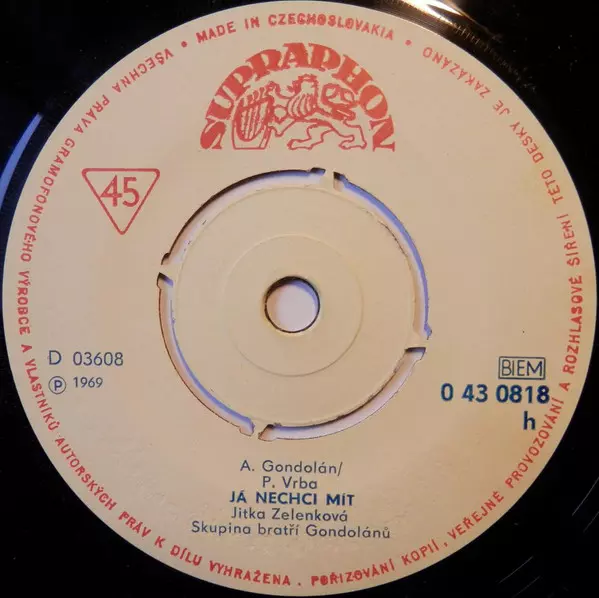 VŠECHNA PRÁVA GRAMOFONOVÉHO VÝROBCE A VLASTNÍKŮ AUTORSKÝCH PRÁV K DÍLU VYHRAŽENA. POŘIZOVÁNÍ KOPIÍ, VEŘEJNÉ PROVOZOVÁNÍ A ROZHLASOVÉ ŠÍŘENÍ TÉTO DESKY JE ZAKÁZÁNO • MADE IN CZECHOSLOVAKIA •
SUPRAPHON
45
D 03608
Ⓟ 1969
BIEM
0 43 0818
h
A. Gondolán/
P. Vrba
JÁ NECHCI MÍT
Jitka Zelenková
Skupina bratří Gondolánů